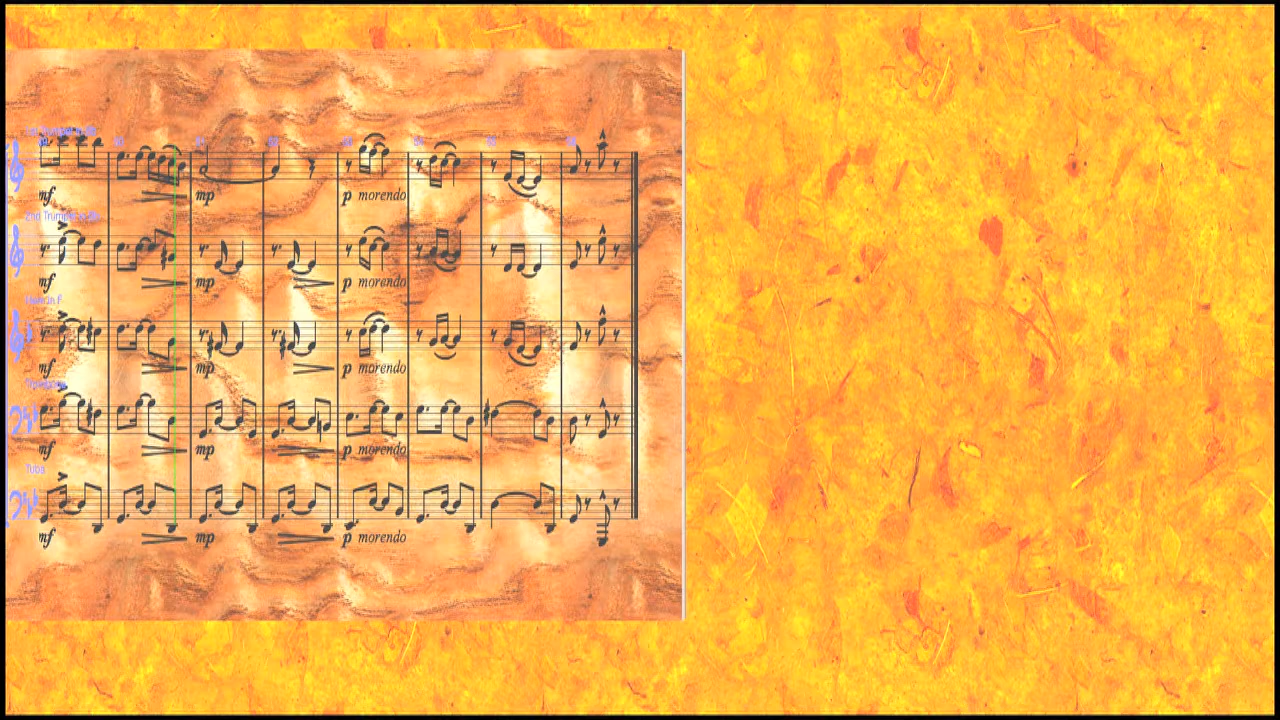 mf mp p morendo
2nd Trumpet in Bb
mf mp p morendo
Horn in F
mf mp p morendo
Trombone
mf mp p morendo
Tuba
mf mp p morendo